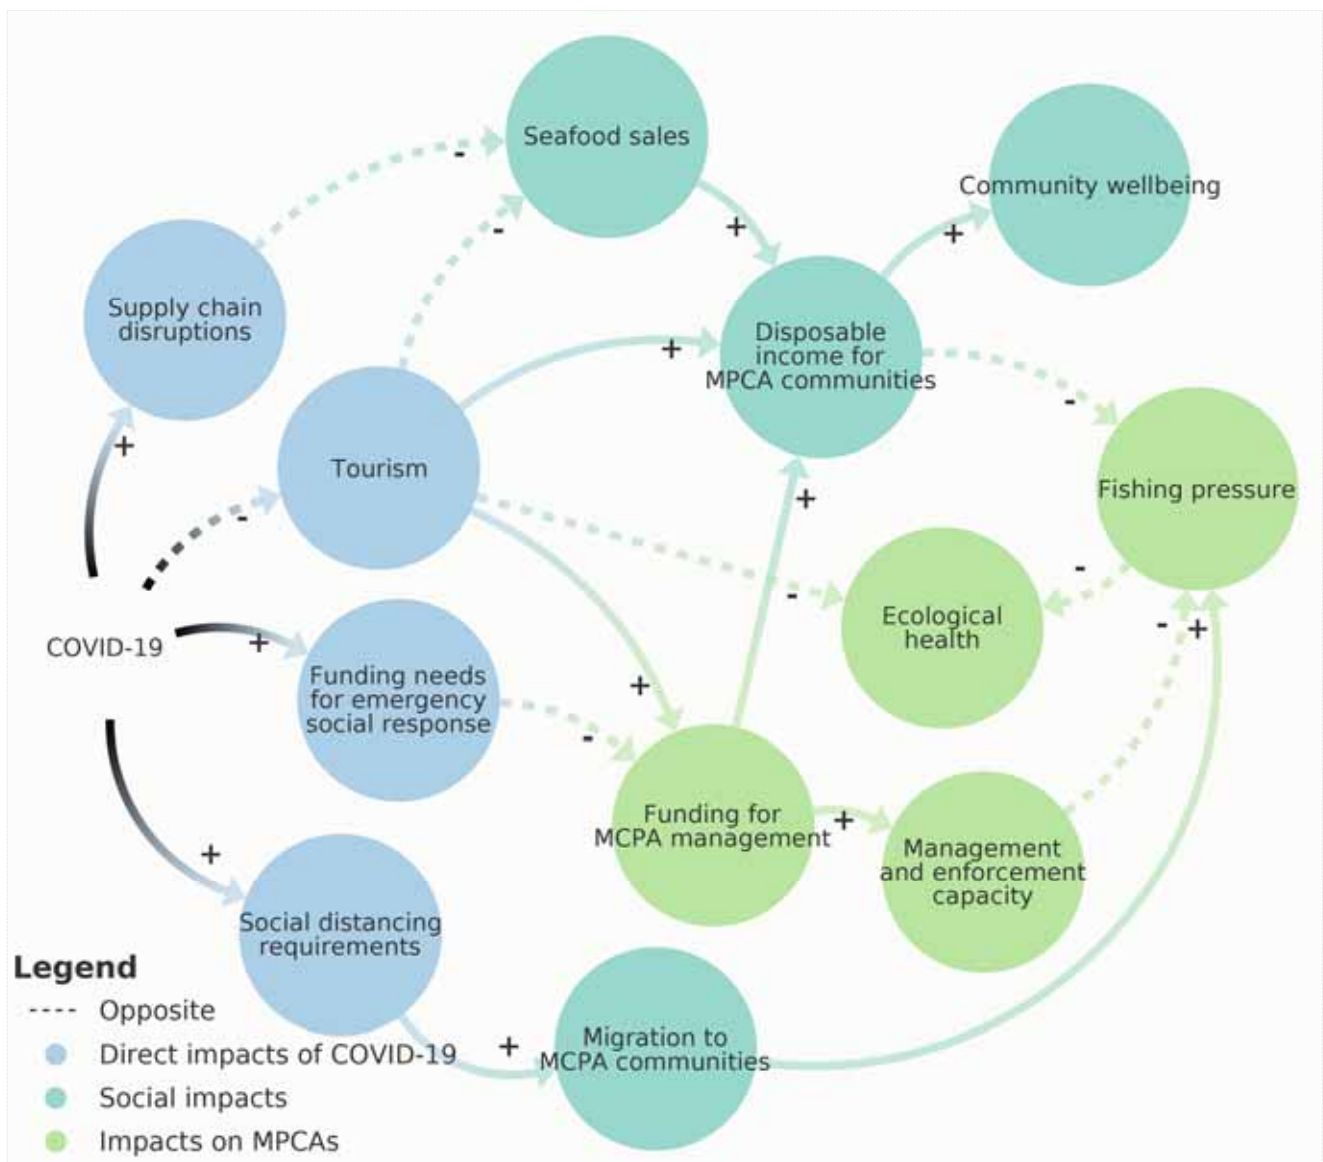 Seafood sales
Community wellbeing
-
-
+
+
Supply chain
disruptions
Disposable
income for
MPCA communities
+
-
+
Tourism
Fishing pressure
-
+
-
-
COVID-19
+
Ecological
health
-
+
Funding needs
for emergency
social response
+
-
Funding for
MCPA management
+
Management
and enforcement
capacity
+
Social distancing
requirements
+
Migration to
MCPA communities
Legend
---- Opposite
Direct impacts of COVID-19
Social impacts
Impacts on MPCAs